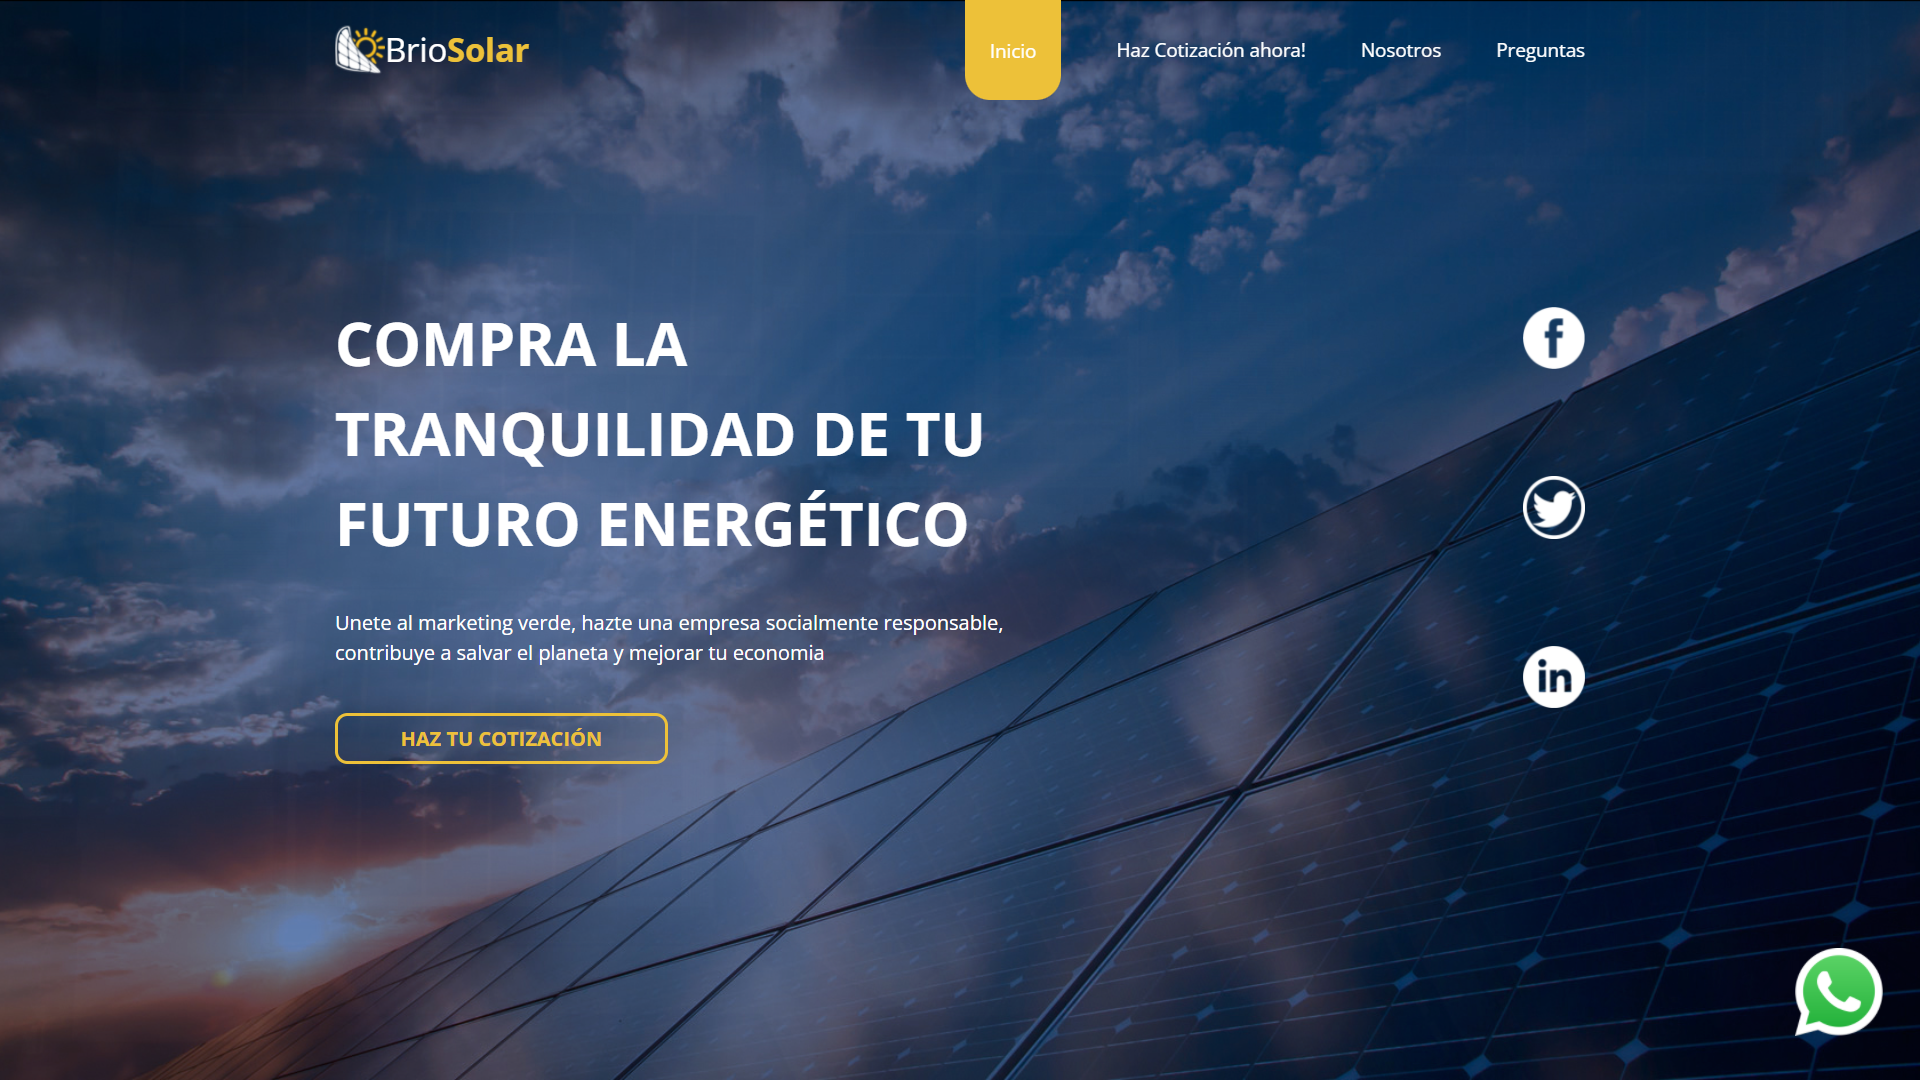 BrioSolar
Inicio
Haz Cotización ahora!
Nosotros
Preguntas
COMPRA LA
TRANQUILIDAD DE TU
FUTURO ENERGÉTICO
Unete al marketing verde, hazte una empresa socialmente responsable,
contribuye a salvar el planeta y mejorar tu economia
HAZ TU COTIZACIÓN
f
in